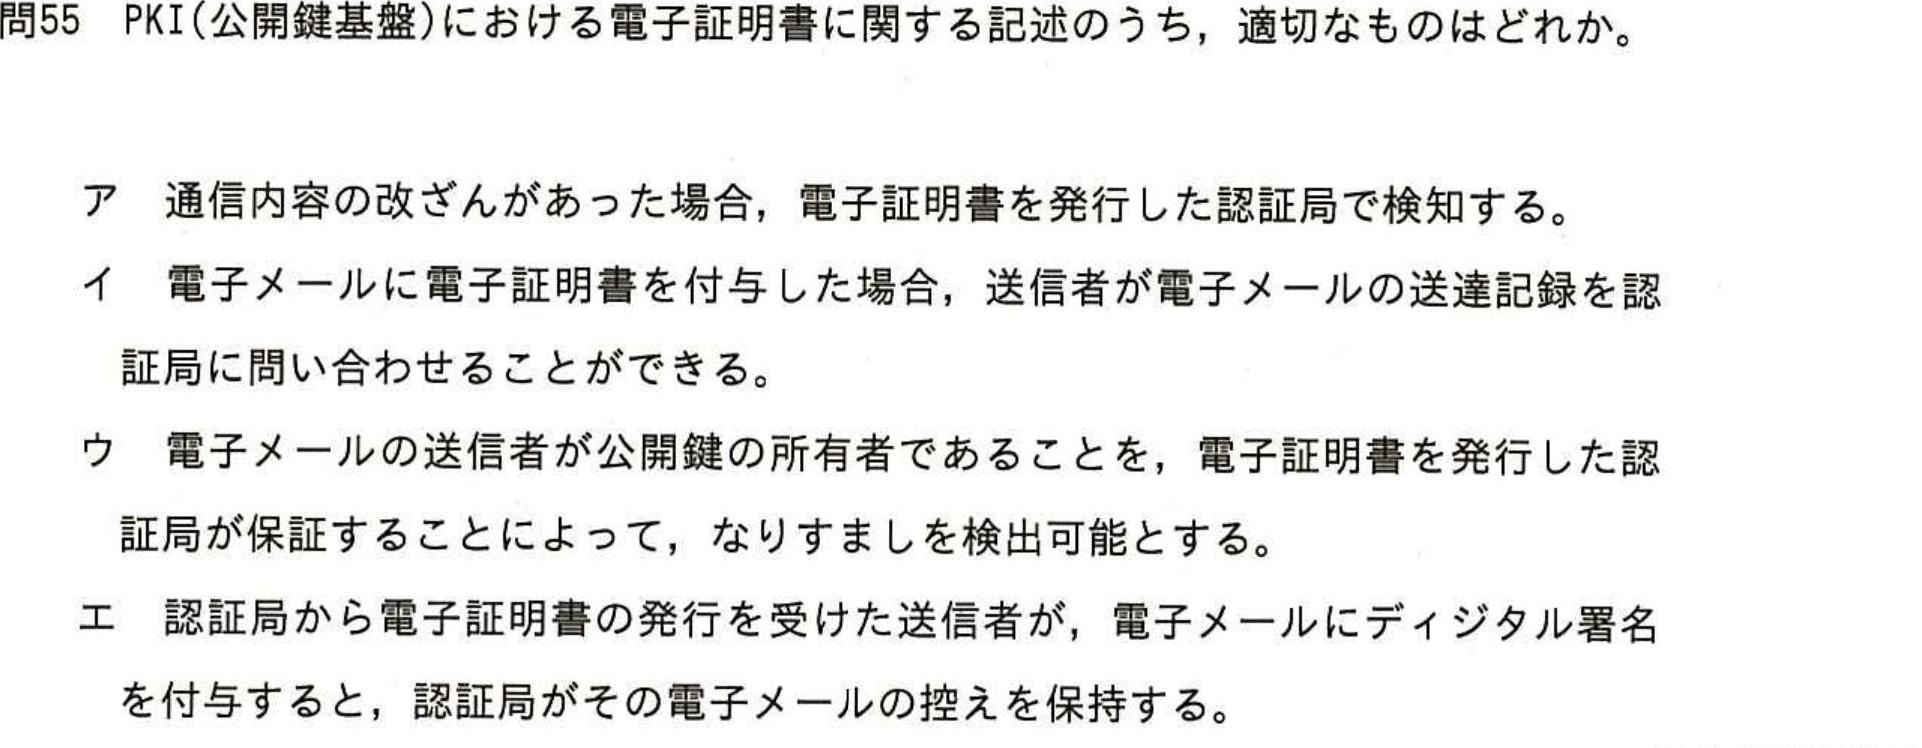 問55　PKI(公開鍵基盤)における電子証明書に関する記述のうち，適切なものはどれか。
ア　通信内容の改ざんがあった場合，電子証明書を発行した認証局で検知する。
イ　電子メールに電子証明書を付与した場合，送信者が電子メールの送達記録を認
証局に問い合わせることができる。
ウ　電子メールの送信者が公開鍵の所有者であることを，電子証明書を発行した認
証局が保証することによって，なりすましを検出可能とする。
エ　認証局から電子証明書の発行を受けた送信者が，電子メールにディジタル署名
を付与すると，認証局がその電子メールの控えを保持する。